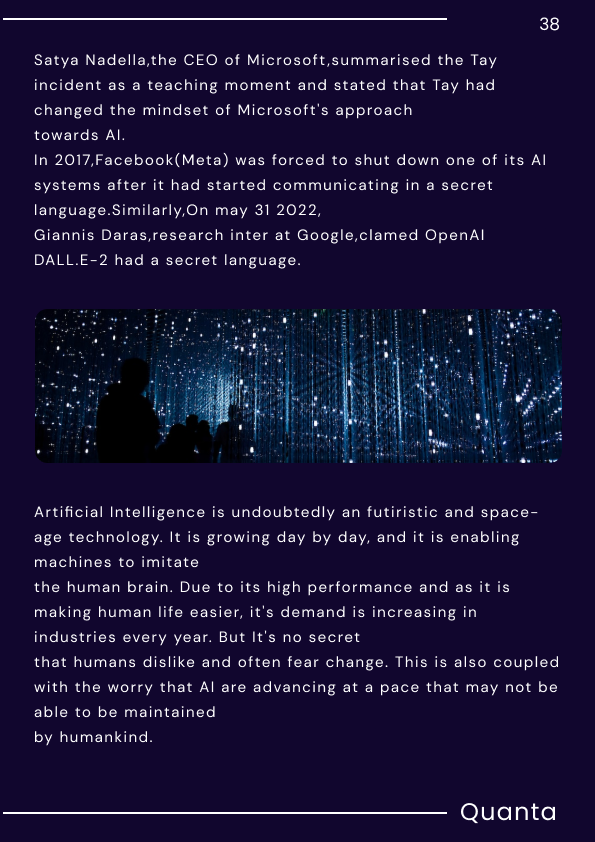 38
Satya Nadella,the CEO of Microsoft,summarised the Tay
incident as a teaching moment and stated that Tay had
changed the mindset of Microsoft's approach
towards AI.
In 2017,Facebook(Meta) was forced to shut down one of its AI
systems after it had started communicating in a secret
language.Similarly,On may 31 2022,
Giannis Daras,research inter at Google,clamed OpenAI
DALL.E-2 had a secret language.
Artificial Intelligence is undoubtedly an futiristic and space-
age technology. It is growing day by day, and it is enabling
machines to imitate
the human brain. Due to its high performance and as it is
making human life easier, it's demand is increasing in
industries every year. But It's no secret
that humans dislike and often fear change. This is also coupled
with the worry that AI are advancing at a pace that may not be
able to be maintained
by humankind.
Quanta